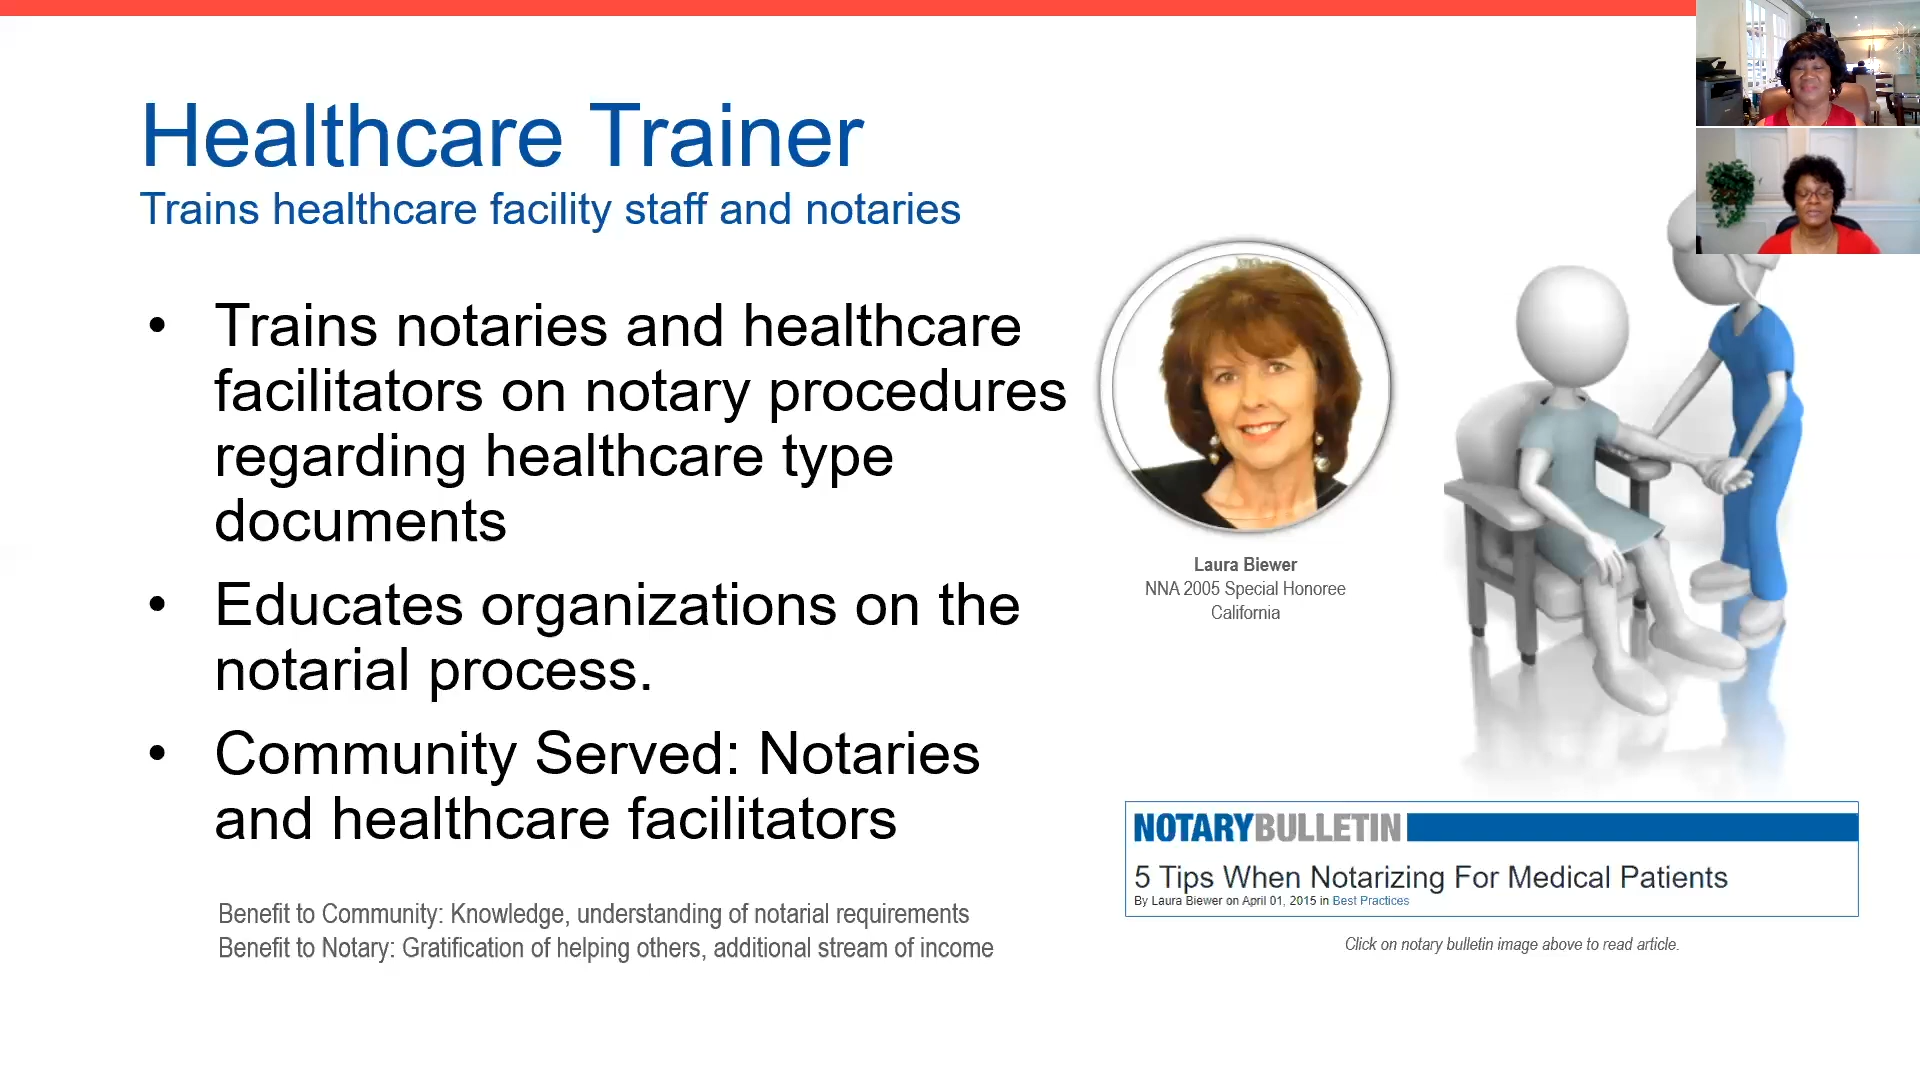 Healthcare Trainer
Trains healthcare facility staff and notaries
• Trains notaries and healthcare
facilitators on notary procedures
regarding healthcare type
documents
• Educates organizations on the
notarial process.
• Community Served: Notaries
and healthcare facilitators
Benefit to Community: Knowledge, understanding of notarial requirements
Benefit to Notary: Gratification of helping others, additional stream of income
Laura Biewer
NNA 2005 Special Honoree
California
NOTARYBULLETIN
5 Tips When Notarizing For Medical Patients
By Laura Biewer on April 01, 2015 in Best Practices
Click on notary bulletin image above to read article.